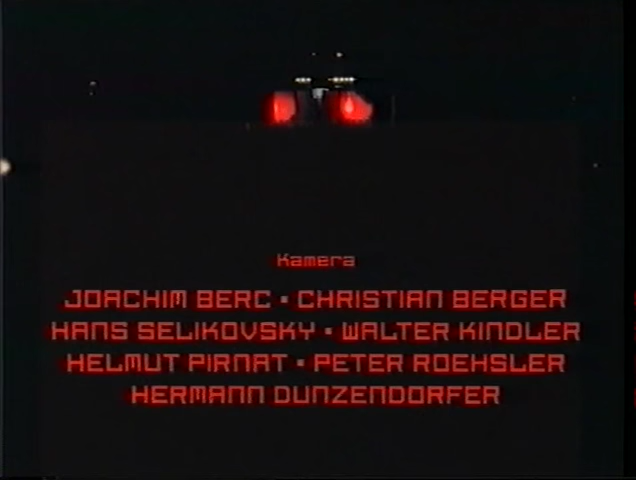 Kamera
JOACHIM BERC · CHRISTIAN BERGER
HANS SELIKOVSKY · WALTER KINDLER
HELMUT PIRNAT · PETER ROEHSLER
HERMANN DUNZENDORFER